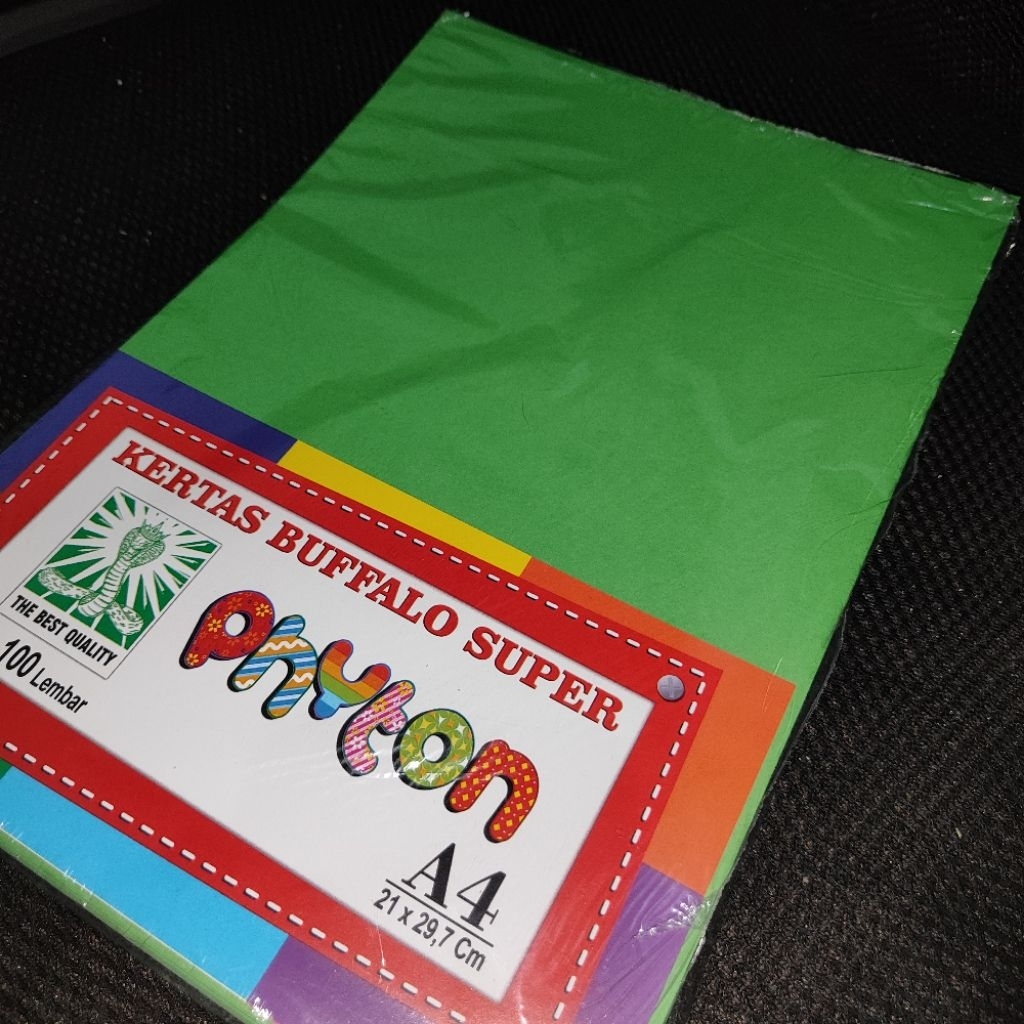 KERTAS BUFFALO SUPER
THE BEST QUALITY
100 Lembar
Phyton
A4
21 x 29,7 Cm